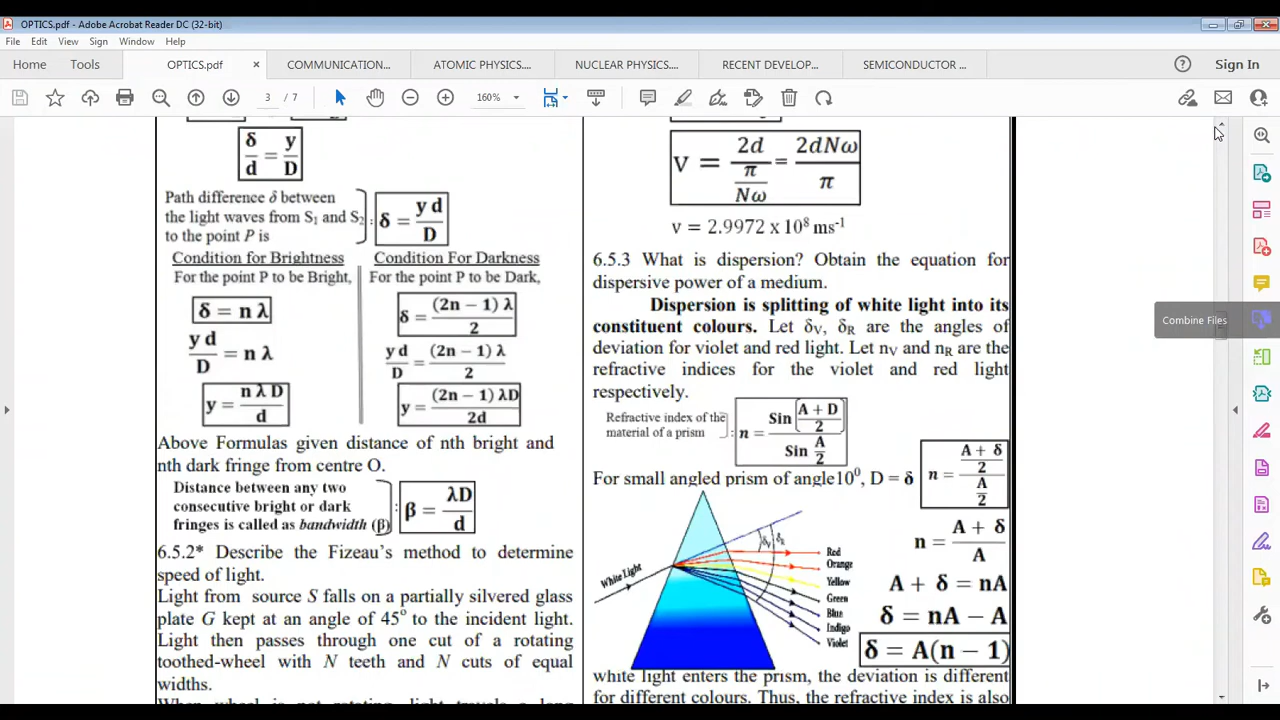 OPTICS.pdf - Adobe Acrobat Reader DC (32-bit)
File Edit View Sign Window Help
Home Tools OPTICS.pdf × COMMUNICATION... ATOMIC PHYSICS.... NUCLEAR PHYSICS.... RECENT DEVELOP... SEMICONDUCTOR ... Sign In
3 / 7 160%
δ/d = y/D
Path difference δ between
the light waves from S₁ and S₂
to the point P is
: δ = y d/D
Condition for Brightness
For the point P to be Bright,
δ = n λ
y d/D = n λ
y = n λ D/d
Condition For Darkness
For the point P to be Dark,
δ = (2n − 1) λ/2
y d/D = (2n − 1) λ/2
y = (2n − 1) λD/2d
Above Formulas given distance of nth bright and
nth dark fringe from centre O.
Distance between any two
consecutive bright or dark
fringes is called as bandwidth (β)
: β = λD/d
6.5.2* Describe the Fizeau's method to determine
speed of light.
Light from source S falls on a partially silvered glass
plate G kept at an angle of 45° to the incident light.
Light then passes through one cut of a rotating
toothed-wheel with N teeth and N cuts of equal
widths.
When wheel is not rotating, light travels a long
V = 2d/(π/Nω) = 2dNω/π
v = 2.9972 x 10⁸ ms⁻¹
6.5.3 What is dispersion? Obtain the equation for
dispersive power of a medium.
Dispersion is splitting of white light into its
constituent colours. Let δV, δR are the angles of
deviation for violet and red light. Let nV and nR are the
refractive indices for the violet and red light
respectively.
Refractive index of the
material of a prism
: n = Sin (A + D/2) / Sin A/2
For small angled prism of angle10⁰, D = δ
n = (A + δ/2) / (A/2)
n = A + δ/A
A + δ = nA
δ = nA − A
δ = A(n − 1)
White Light
δV δR
Red
Orange
Yellow
Green
Blue
Indigo
Violet
white light enters the prism, the deviation is different
for different colours. Thus, the refractive index is also
Combine Files